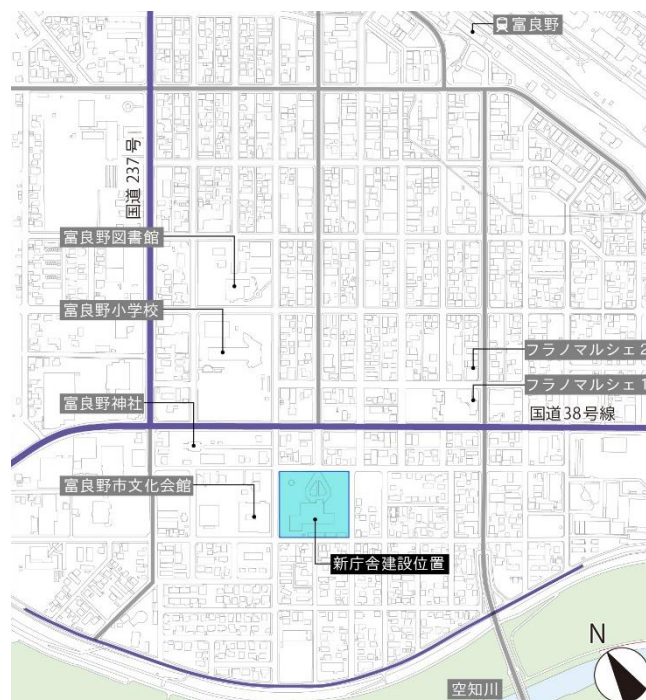 富良野
国道 237 号
富良野図書館
富良野小学校
フラノマルシェ 2
フラノマルシェ 1
富良野神社
国道38号線
富良野市文化会館
新庁舎建設位置
N
空知川